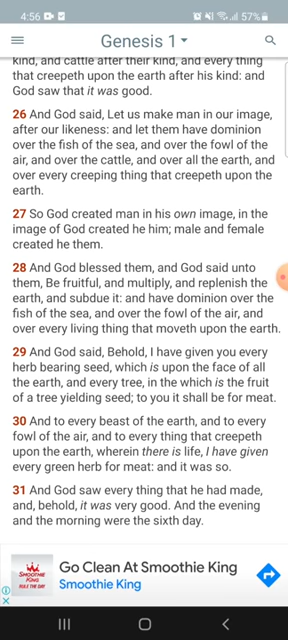 4:56 57%
Genesis 1
kind, and cattle after their kind, and every thing
that creepeth upon the earth after his kind: and
God saw that it was good.
26 And God said, Let us make man in our image,
after our likeness: and let them have dominion
over the fish of the sea, and over the fowl of the
air, and over the cattle, and over all the earth, and
over every creeping thing that creepeth upon the
earth.
27 So God created man in his own image, in the
image of God created he him; male and female
created he them.
28 And God blessed them, and God said unto
them, Be fruitful, and multiply, and replenish the
earth, and subdue it: and have dominion over the
fish of the sea, and over the fowl of the air, and
over every living thing that moveth upon the earth.
29 And God said, Behold, I have given you every
herb bearing seed, which is upon the face of all
the earth, and every tree, in the which is the fruit
of a tree yielding seed; to you it shall be for meat.
30 And to every beast of the earth, and to every
fowl of the air, and to every thing that creepeth
upon the earth, wherein there is life, I have given
every green herb for meat: and it was so.
31 And God saw every thing that he had made,
and, behold, it was very good. And the evening
and the morning were the sixth day.
SMOOTHIE
KING
RULE THE DAY
Go Clean At Smoothie King
Smoothie King